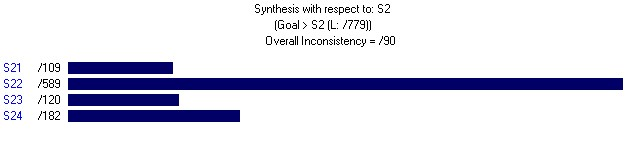 Synthesis with respect to: S2
(Goal > S2 (L: /779))
Overall Inconsistency = /90
S21 /109
S22 /589
S23 /120
S24 /182